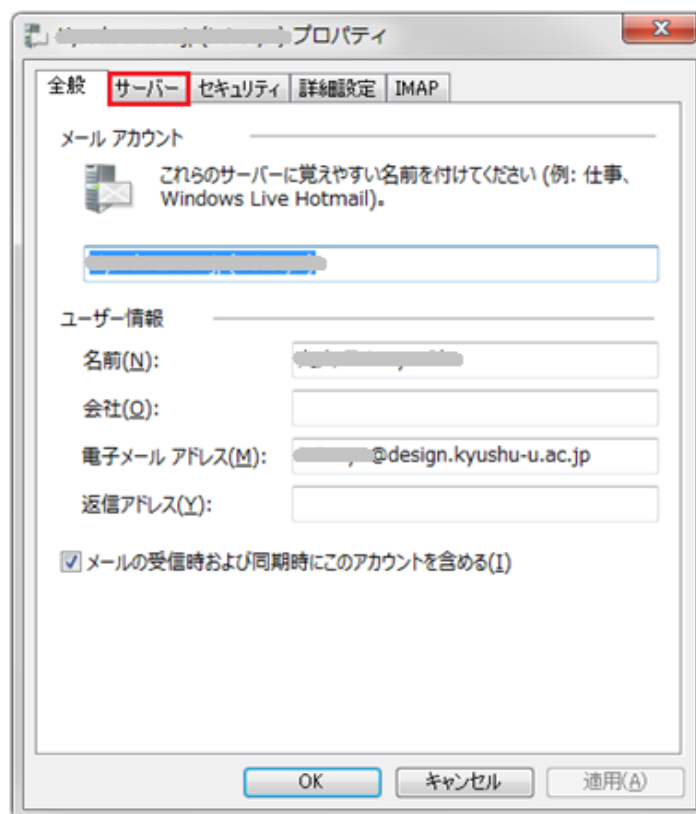 プロパティ
全般 サーバー セキュリティ 詳細設定 IMAP
メール アカウント
これらのサーバーに覚えやすい名前を付けてください (例: 仕事、
Windows Live Hotmail)。
ユーザー情報
名前(N):
会社(O):
電子メール アドレス(M): @design.kyushu-u.ac.jp
返信アドレス(Y):
メールの受信時および同期時にこのアカウントを含める(I)
OK キャンセル 適用(A)